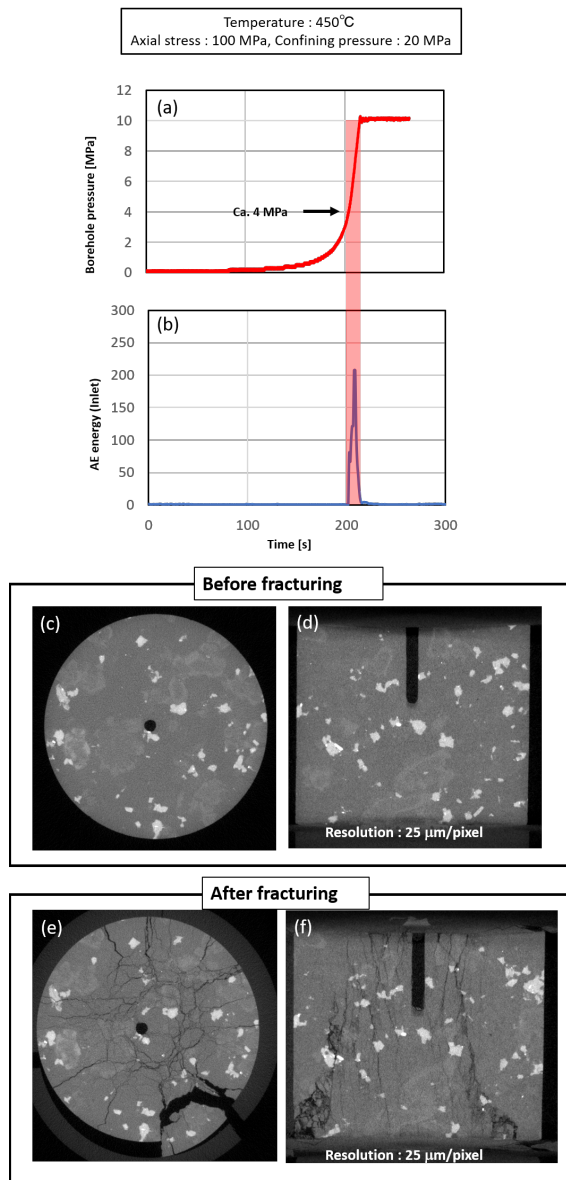 Temperature : 450℃
Axial stress : 100 MPa, Confining pressure : 20 MPa
(a)
Borehole pressure [MPa]
12
10
8
6
4
2
0
Ca. 4 MPa
(b)
AE energy (Inlet)
300
250
200
150
100
50
0
0 100 200 300
Time [s]
Before fracturing
(c) (d)
Resolution : 25 μm/pixel
After fracturing
(e) (f)
Resolution : 25 μm/pixel